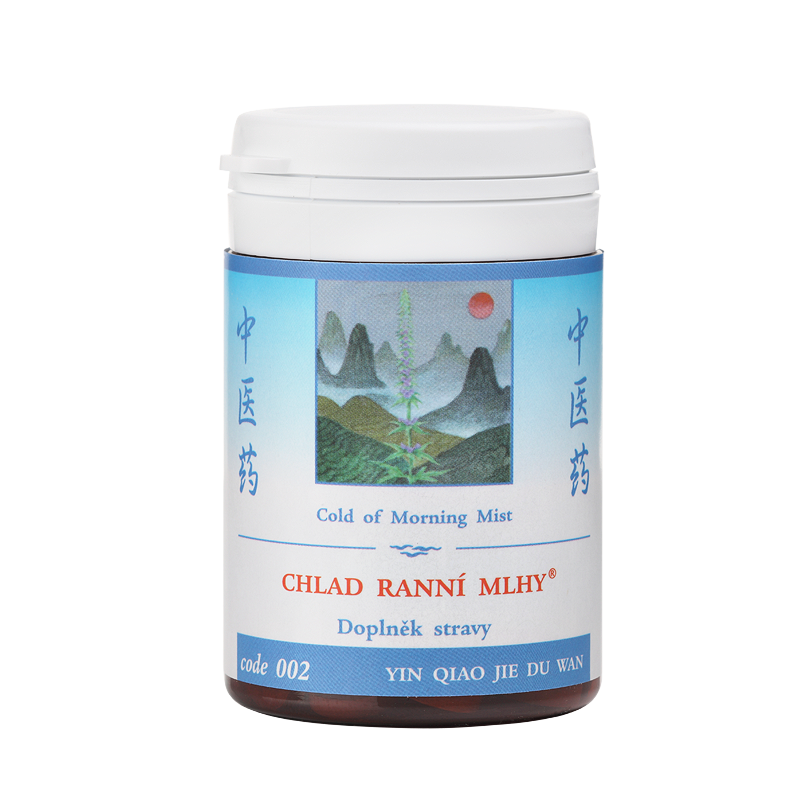 中医药
中医药
Cold of Morning Mist
CHLAD RANNÍ MLHY®
Doplněk stravy
code 002
YIN QIAO JIE DU WAN